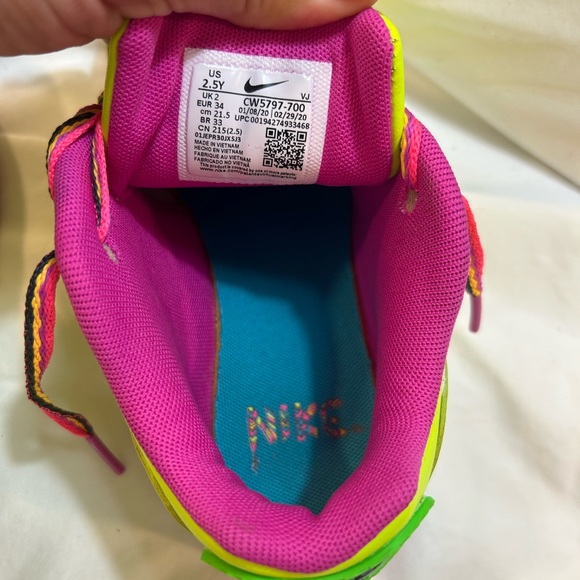 US
2.5Y VJ
UK 2 CW5797-700
EUR 34 01/08/20 02/29/20
cm 21.5 UPC 00194274933468
BR 33
CN 215(2.5)
01JEPR30JX5J3
MADE IN VIETNAM
HECHO EN VIETNAM
FABRIQUÉ AU VIETNAM
FABRICADO NO VIETNÃ
NIKE